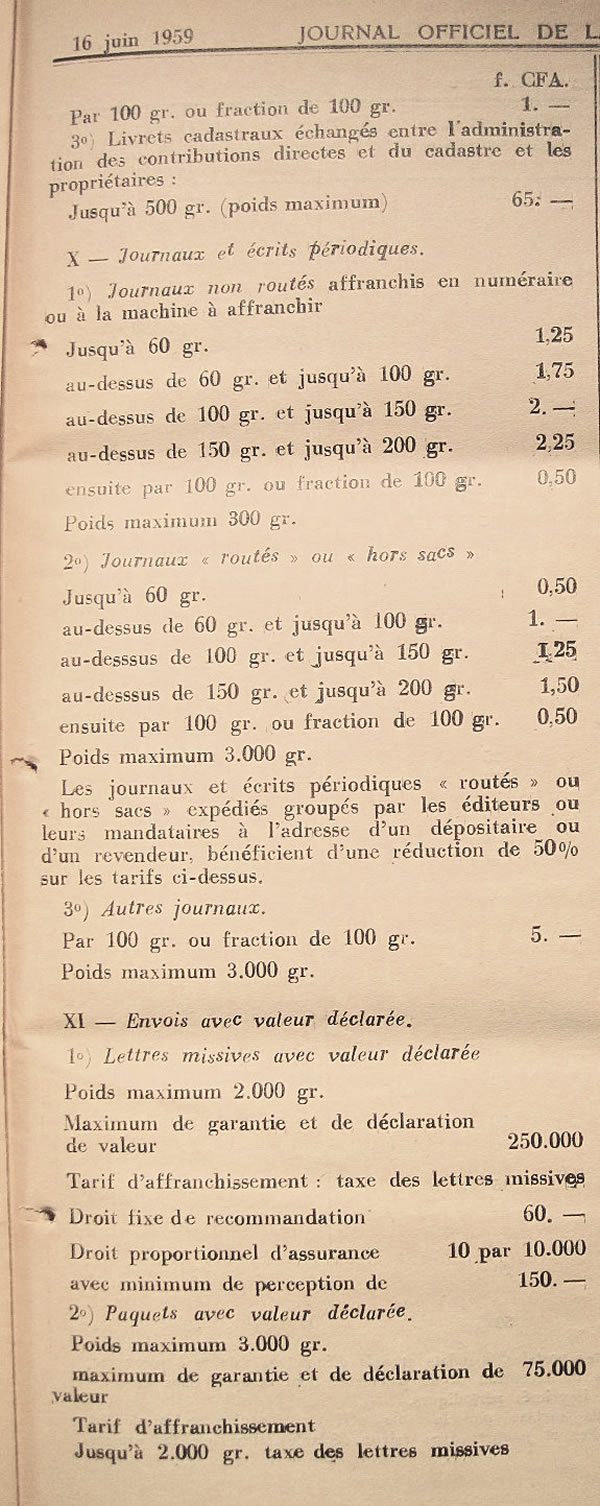 16 juin 1959 JOURNAL OFFICIEL DE
f. CFA.
Par 100 gr. ou fraction de 100 gr. 1. —
3o) Livrets cadastraux échangés entre l'administra-
tion des contributions directes et du cadastre et les
propriétaires :
Jusqu'à 500 gr. (poids maximum) 65. —
X — Journaux et écrits périodiques.
1o) Journaux non routés affranchis en numéraire
ou à la machine à affranchir
Jusqu'à 60 gr. 1,25
au-dessus de 60 gr. et jusqu'à 100 gr. 1,75
au-dessus de 100 gr. et jusqu'à 150 gr. 2. —
au-dessus de 150 gr. et jusqu'à 200 gr. 2,25
ensuite par 100 gr. ou fraction de 100 gr. 0,50
Poids maximum 300 gr.
2o) Journaux « routés » ou « hors sacs »
Jusqu'à 60 gr. 0,50
au-dessus de 60 gr. et jusqu'à 100 gr. 1. —
au-desssus de 100 gr. et jusqu'à 150 gr. 1,25
au-desssus de 150 gr. et jusqu'à 200 gr. 1,50
ensuite par 100 gr. ou fraction de 100 gr. 0,50
Poids maximum 3.000 gr.
Les journaux et écrits périodiques « routés » ou
« hors sacs » expédiés groupés par les éditeurs ou
leurs mandataires à l'adresse d'un dépositaire ou
d'un revendeur, bénéficient d'une réduction de 50%
sur les tarifs ci-dessus.
3o) Autres journaux.
Par 100 gr. ou fraction de 100 gr. 5. —
Poids maximum 3.000 gr.
XI — Envois avec valeur déclarée.
1o) Lettres missives avec valeur déclarée
Poids maximum 2.000 gr.
Maximum de garantie et de déclaration
de valeur 250.000
Tarif d'affranchissement : taxe des lettres missives
Droit fixe de recommandation 60. —
Droit proportionnel d'assurance 10 par 10.000
avec minimum de perception de 150. —
2o) Paquets avec valeur déclarée.
Poids maximum 3.000 gr.
maximum de garantie et de déclaration de 75.000
valeur
Tarif d'affranchissement
Jusqu'à 2.000 gr. taxe des lettres missives